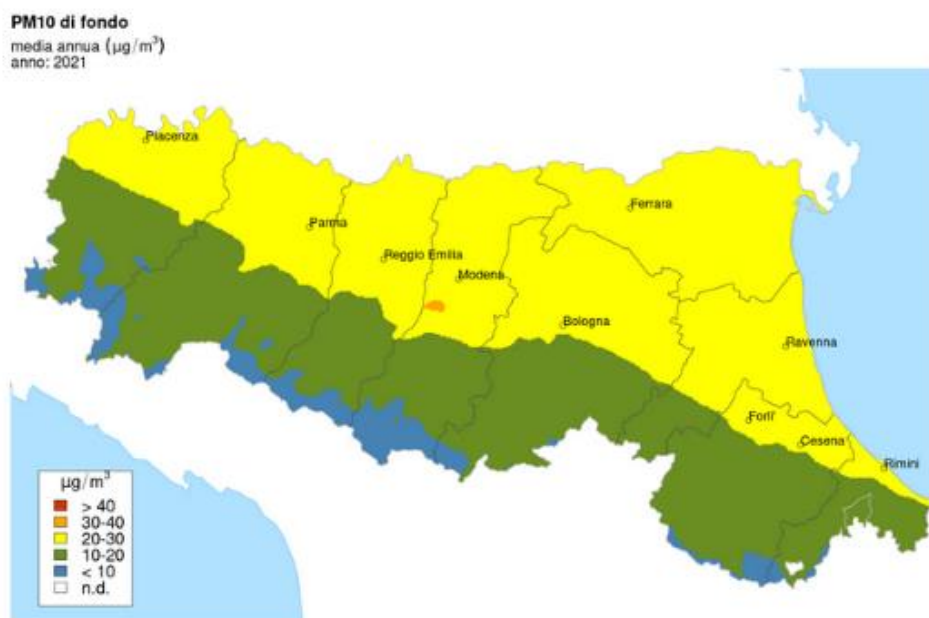 PM10 di fondo
media annua (µg/m³)
anno: 2021
Piacenza
Parma
Reggio Emilia
Modena
Ferrara
Bologna
Ravenna
Forlì'
Cesena
Rimini
µg/m³
> 40
30-40
20-30
10-20
< 10
n.d.